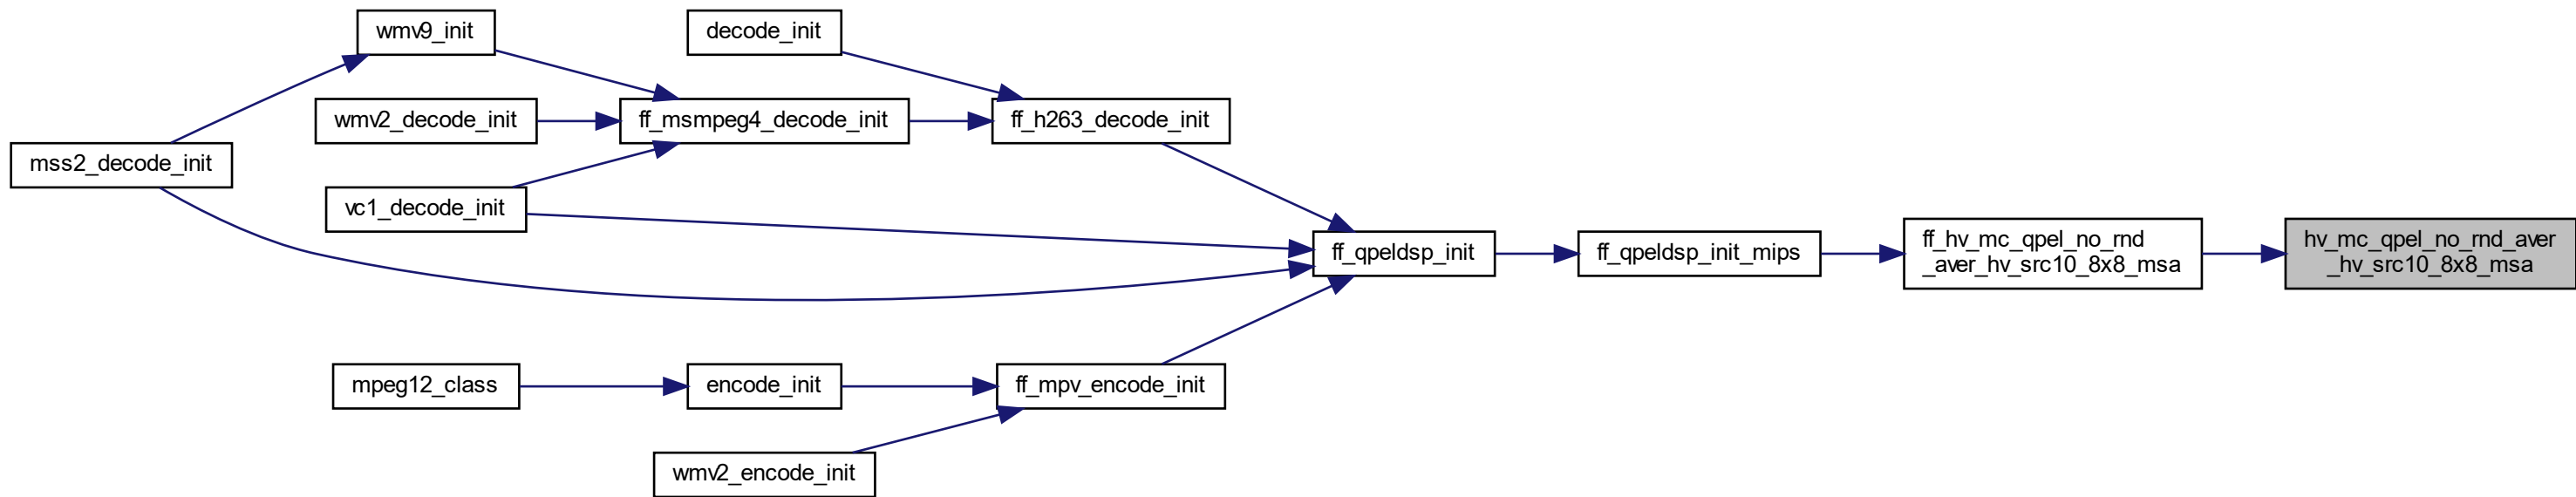 wmv9_init
decode_init
wmv2_decode_init
ff_msmpeg4_decode_init
ff_h263_decode_init
mss2_decode_init
vc1_decode_init
ff_qpeldsp_init
ff_qpeldsp_init_mips
ff_hv_mc_qpel_no_rnd
_aver_hv_src10_8x8_msa
hv_mc_qpel_no_rnd_aver
_hv_src10_8x8_msa
mpeg12_class
encode_init
ff_mpv_encode_init
wmv2_encode_init